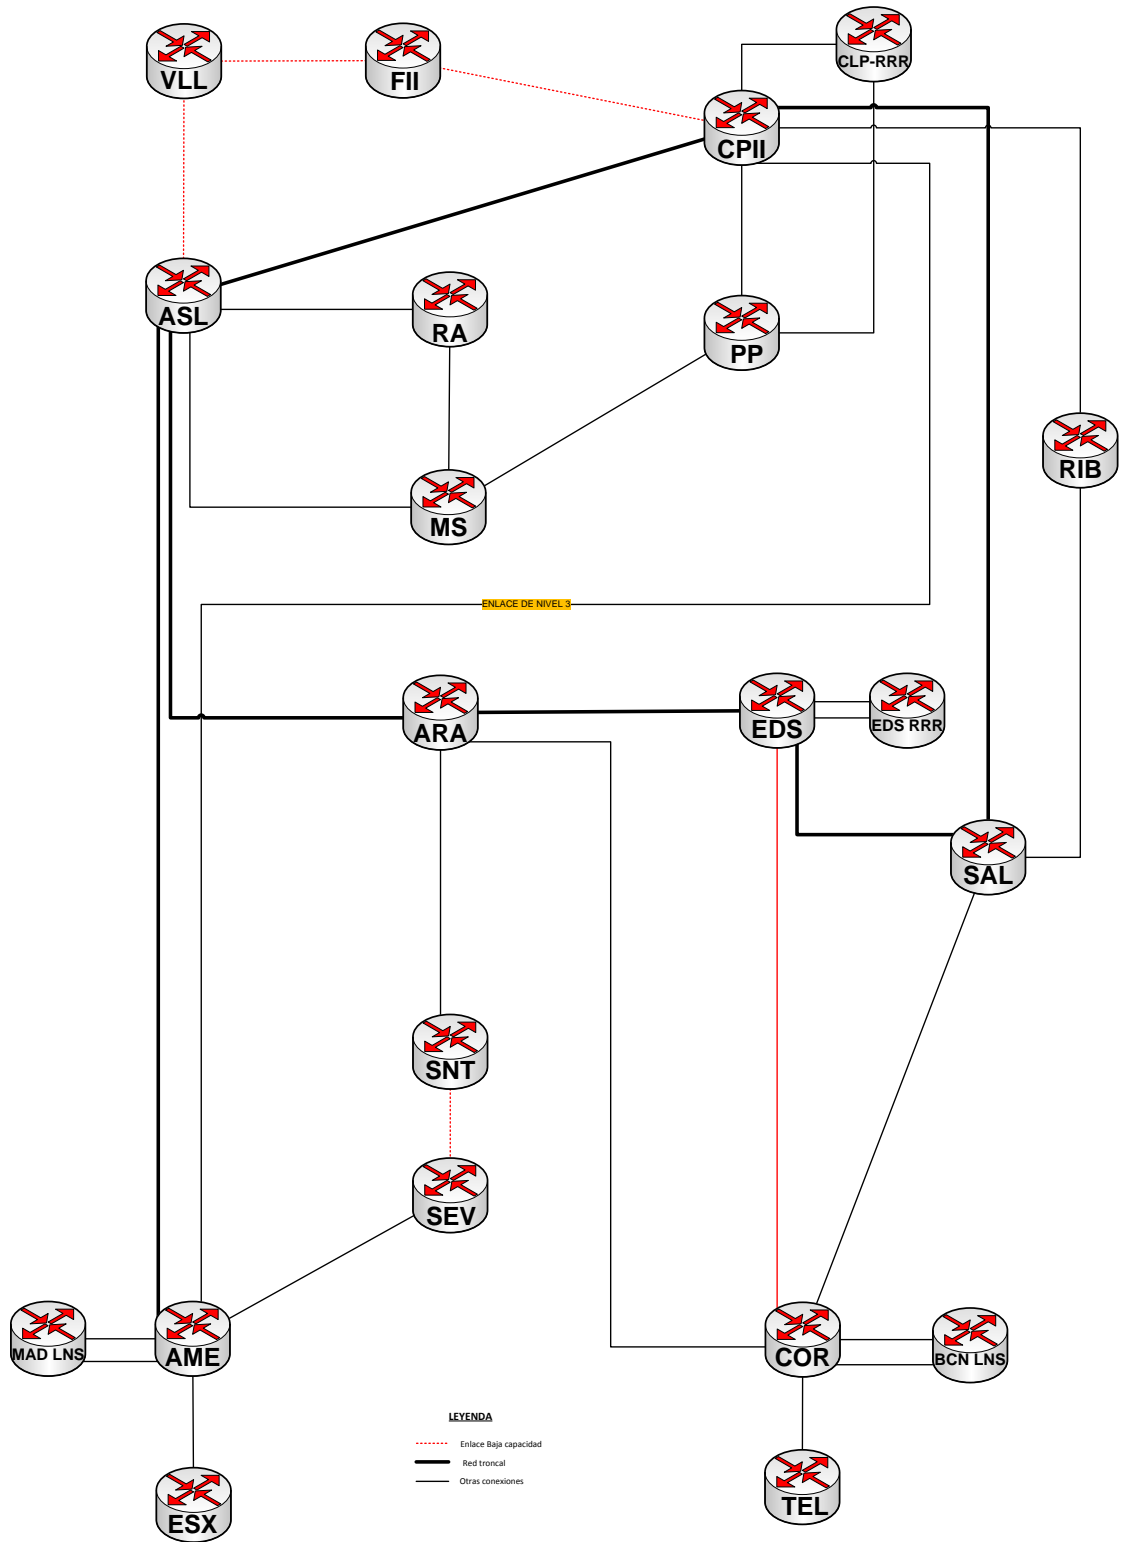 CLP-RRR
VLL
FII
CPII
ASL
RA
PP
RIB
MS
ENLACE DE NIVEL 3
ARA
EDS
EDS RRR
SAL
SNT
SEV
MAD LNS
AME
COR
BCN LNS
LEYENDA
Enlace Baja capacidad
Red troncal
Otras conexiones
ESX
TEL